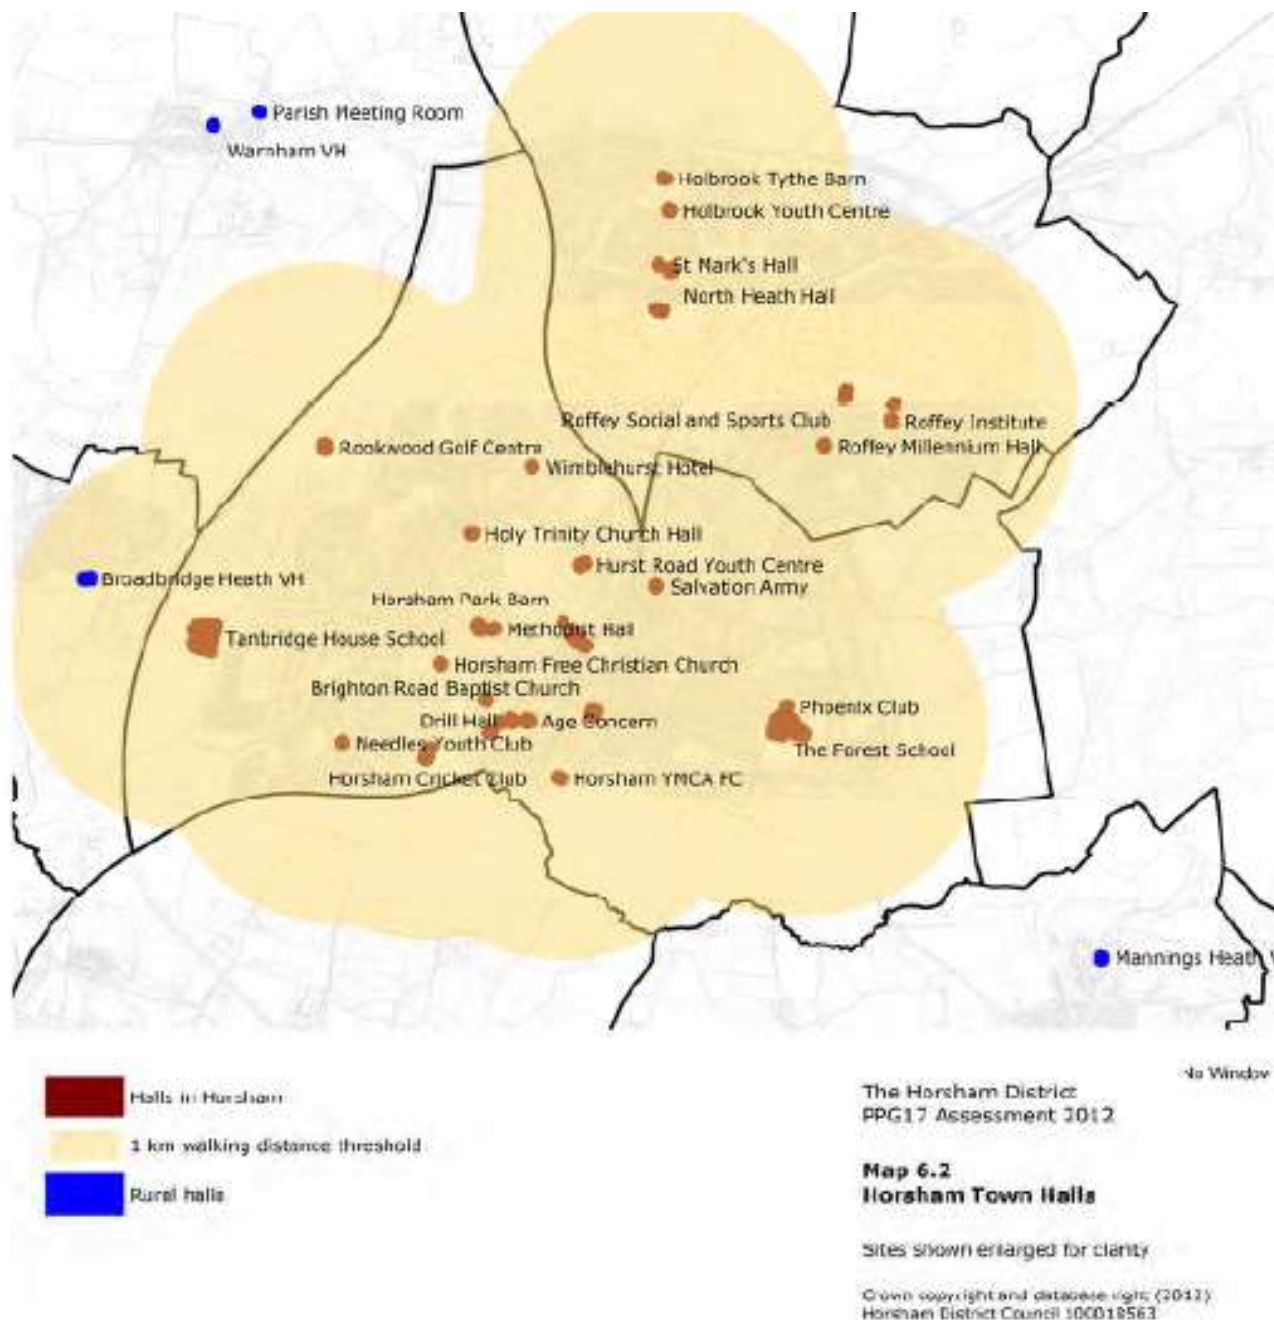 Parish Meeting Room
Warnham VH
Holbrook Tythe Barn
Holbrook Youth Centre
St Mark's Hall
North Heath Hall
Roffey Social and Sports Club
Roffey Institute
Rookwood Golf Centre
Roffey Millennium Hall
Wimblehurst Hotel
Holy Trinity Church Hall
Hurst Road Youth Centre
Broadbridge Heath VH
Salvation Army
Horsham Park Barn
Methodist Hall
Tanbridge House School
Horsham Free Christian Church
Brighton Road Baptist Church
Phoenix Club
Drill Hall
Age Concern
Needles Youth Club
The Forest School
Horsham Cricket Club
Horsham YMCA FC
Mannings Heath V
No Window
Halls in Horsham
1 km walking distance threshold
Rural halls
The Horsham District
PPG17 Assessment 2012
Map 6.2
Horsham Town Halls
Sites shown enlarged for clarity
Crown copyright and database right (2012)
Horsham District Council 100018563